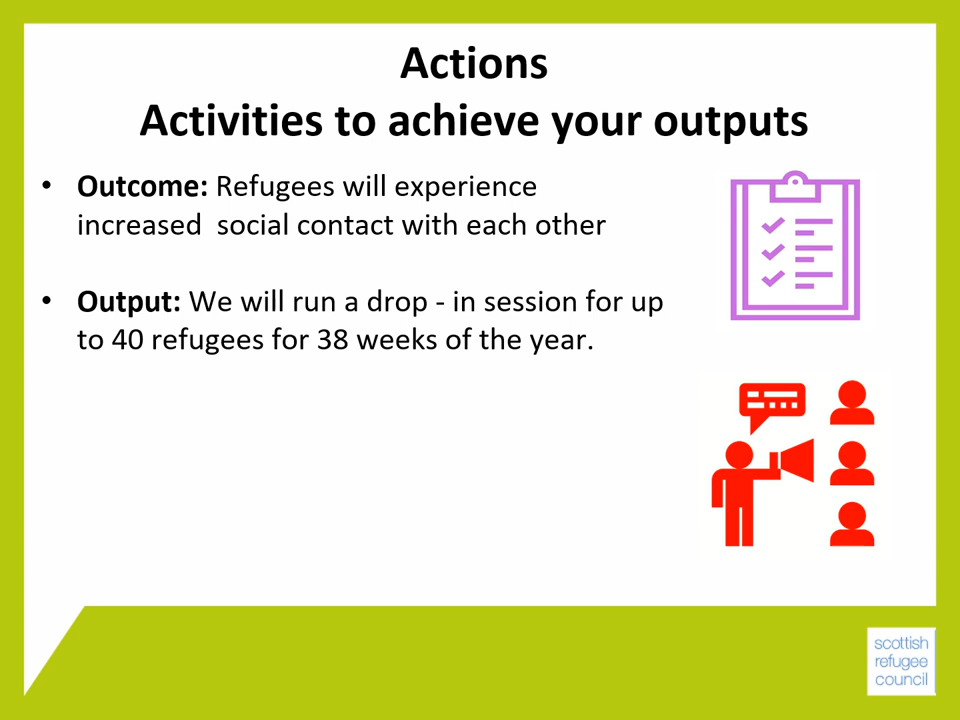 Actions
Activities to achieve your outputs
• Outcome: Refugees will experience
increased  social contact with each other
• Output: We will run a drop - in session for up
to 40 refugees for 38 weeks of the year.
scottish
refugee
council